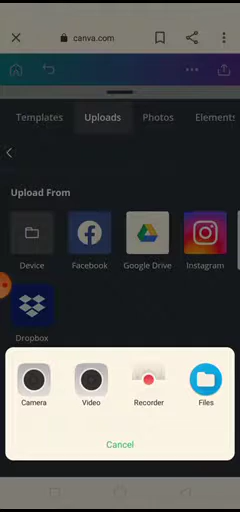 canva.com
Templates Uploads Photos Elements
Upload From
Device Facebook Google Drive Instagram
Dropbox
Camera Video Recorder Files
Cancel